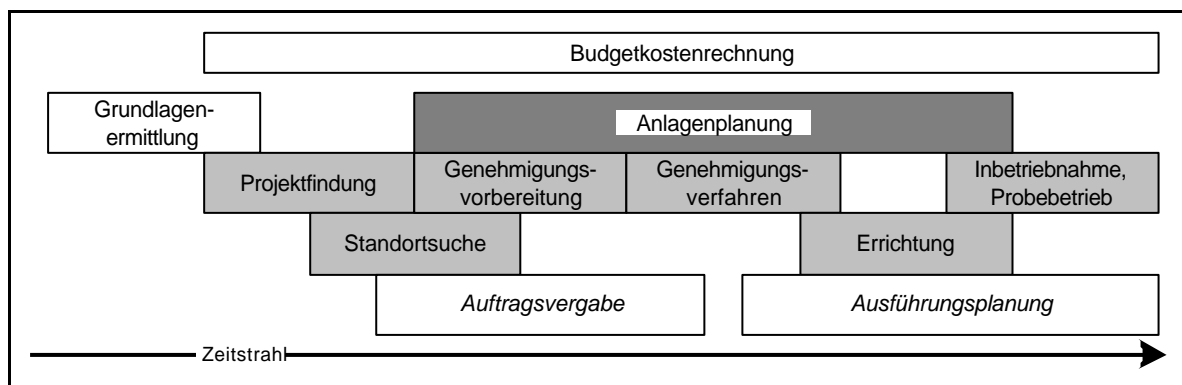 Budgetkostenrechnung
Grundlagen-
ermittlung
Anlagenplanung
Projektfindung
Genehmigungs-
vorbereitung
Genehmigungs-
verfahren
Inbetriebnahme,
Probebetrieb
Standortsuche
Errichtung
Auftragsvergabe
Ausführungsplanung
Zeitstrahl